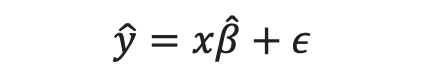 ŷ = xβ̂ + ϵ